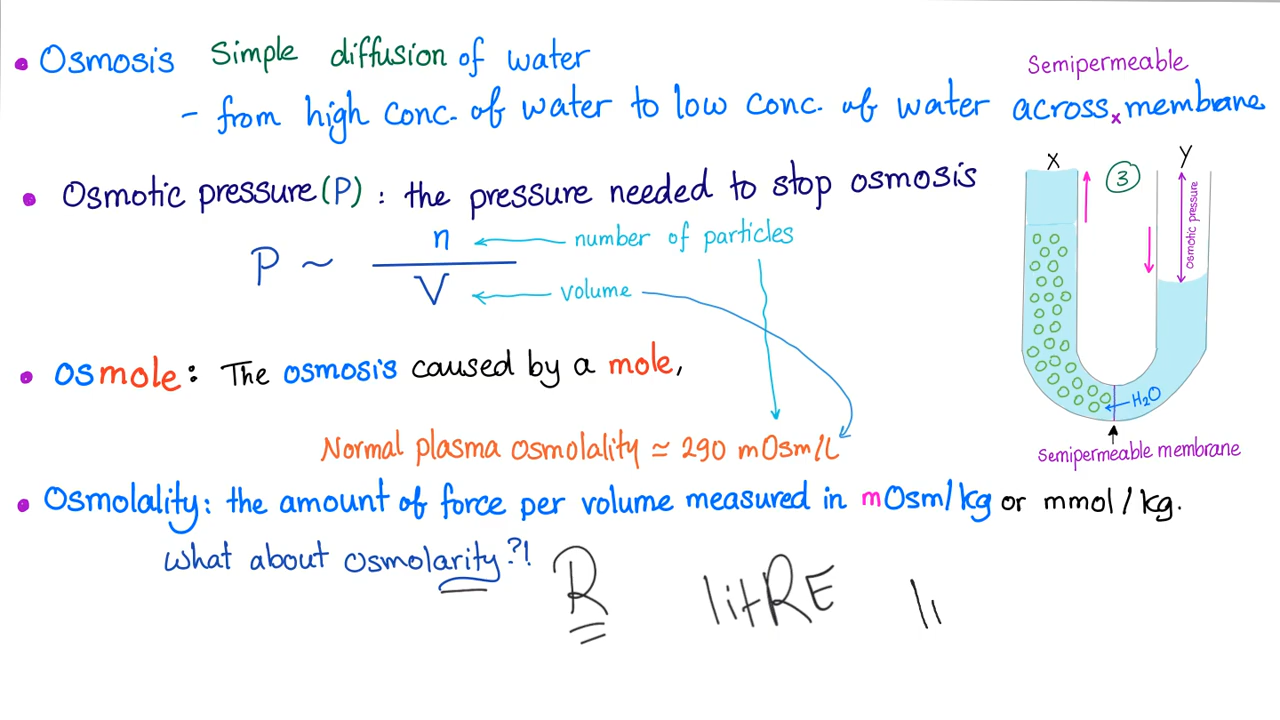 • Osmosis Simple diffusion of water
Semipermeable
- from high conc. of water to low conc. of water across x membrane
• Osmotic pressure (P) : the pressure needed to stop osmosis
P ~ n / V
number of particles
volume
X
Y
3
osmotic pressure
H2O
Semipermeable membrane
• osmole: The osmosis caused by a mole,
Normal plasma osmolality ≃ 290 mOsm/L
• Osmolality: the amount of force per volume measured in mOsm/kg or mmol/kg.
What about osmolarity?!
R litRE li